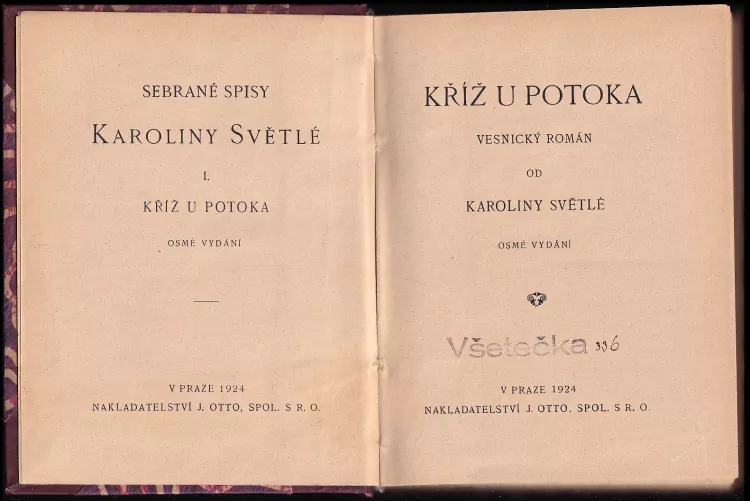 SEBRANÉ SPISY
KAROLINY SVĚTLÉ
I.
KŘÍŽ U POTOKA
OSMÉ VYDÁNÍ
V PRAZE 1924
NAKLADATELSTVÍ J. OTTO, SPOL. S R. O.
KŘÍŽ U POTOKA
VESNICKÝ ROMÁN
OD
KAROLINY SVĚTLÉ
OSMÉ VYDÁNÍ
Všetečka 336
V PRAZE 1924
NAKLADATELSTVÍ J. OTTO, SPOL. S R. O.